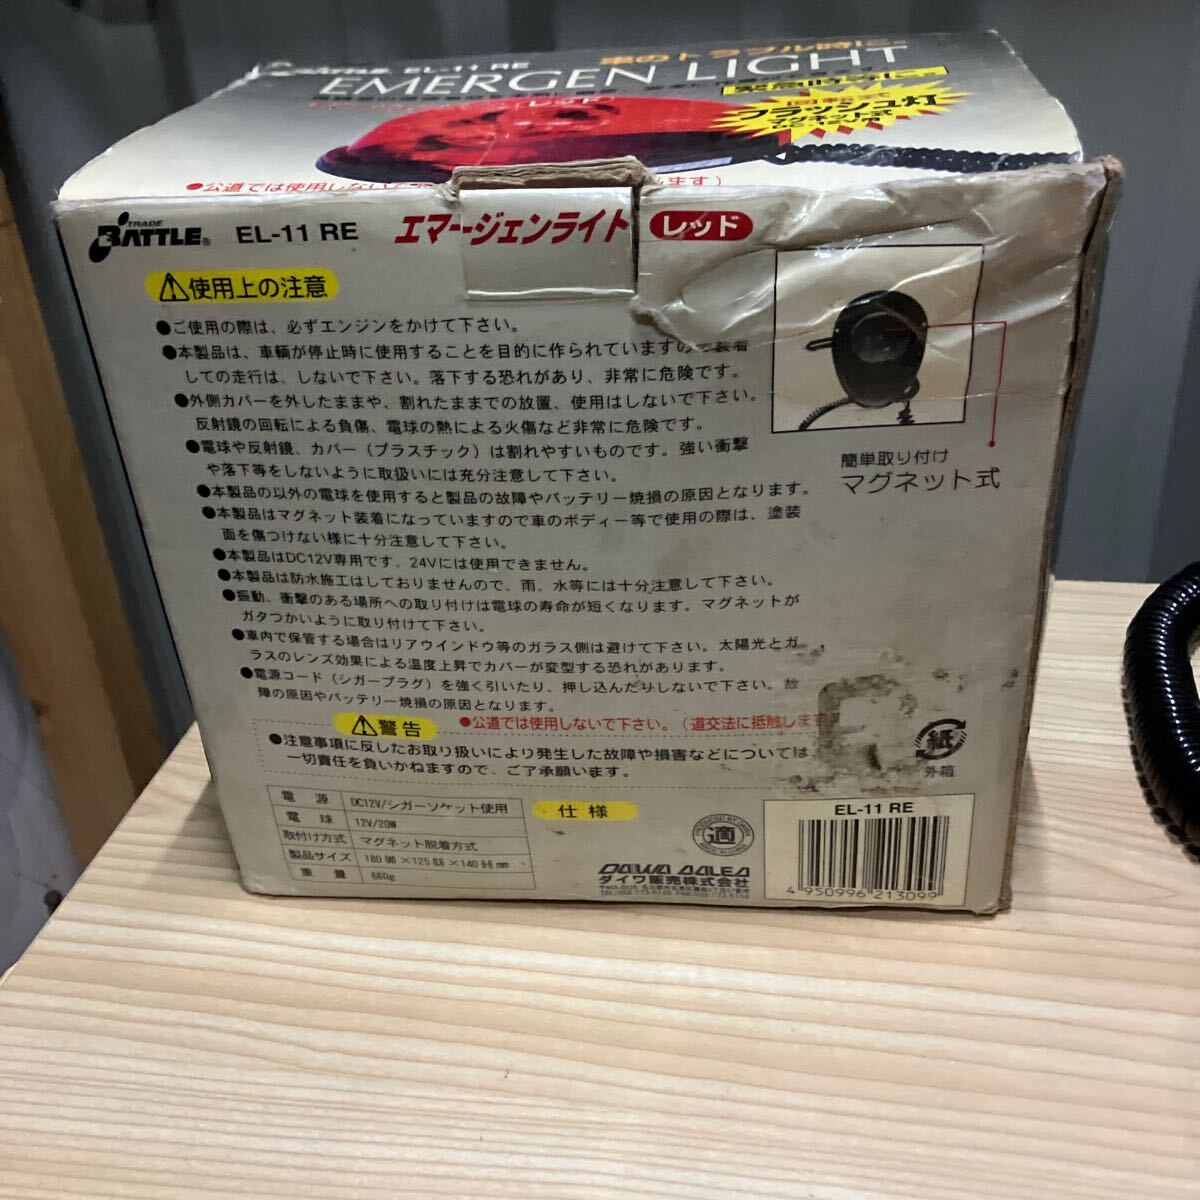 EL-11 RE 車のトラブル時に。
EMERGEN LIGHT
緊急時等に。
レッド
回転式
フラッシュ灯
マグネット式
DC-12V用
●公道では使用しないで
ます）
TRADE
BATTLE® EL-11 RE エマージェンライト レッド
⚠使用上の注意
●ご使用の際は、必ずエンジンをかけて下さい。
●本製品は、車輌が停止時に使用することを目的に作られていますので装着
しての走行は、しないで下さい。落下する恐れがあり、非常に危険です。
●外側カバーを外したままや、割れたままでの放置、使用はしないで下さい。
反射鏡の回転による負傷、電球の熱による火傷など非常に危険です。
●電球や反射鏡、カバー（プラスチック）は割れやすいものです。強い衝撃
や落下等をしないように取扱いには充分注意して下さい。
●本製品の以外の電球を使用すると製品の故障やバッテリー焼損の原因となります。
●本製品はマグネット装着になっていますので車のボディー等で使用の際は、塗装
面を傷つけない様に十分注意して下さい。
●本製品はDC12V専用です、24Vには使用できません。
●本製品は防水施工はしておりませんので、雨、水等には十分注意して下さい。
●振動、衝撃のある場所への取り付けは電球の寿命が短くなります。マグネットが
ガタつかいように取り付けて下さい。
●車内で保管する場合はリアウインドウ等のガラス側は避けて下さい。太陽光とガ
ラスのレンズ効果による温度上昇でカバーが変型する恐れがあります。
●電源コード（シガープラグ）を強く引いたり、押し込んだりしないで下さい。故
障の原因やバッテリー焼損の原因となります。
⚠警告 ●公道では使用しないで下さい。（道交法に抵触します
●注意事項に反したお取り扱いにより発生した故障や損害などについては
一切責任を負いかねますので、ご了承願います。
簡単取り付け
マグネット式
紙
外箱
電源 DC12V/シガーソケット使用
電球 12V/20W
取付け方式 マグネット脱着方式
製品サイズ 180(W)×125(D)×140(H)mm
重量 660g
仕様
適
DAIWA
ダイワ販売株式会社
EL-11 RE
4 950996 213099